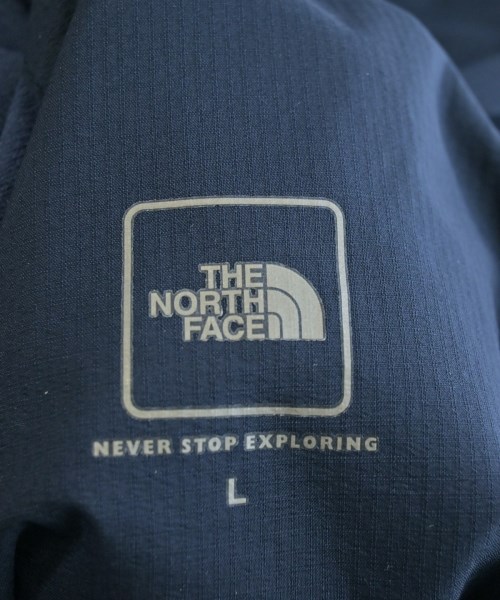 THE
NORTH
FACE
NEVER STOP EXPLORING
L